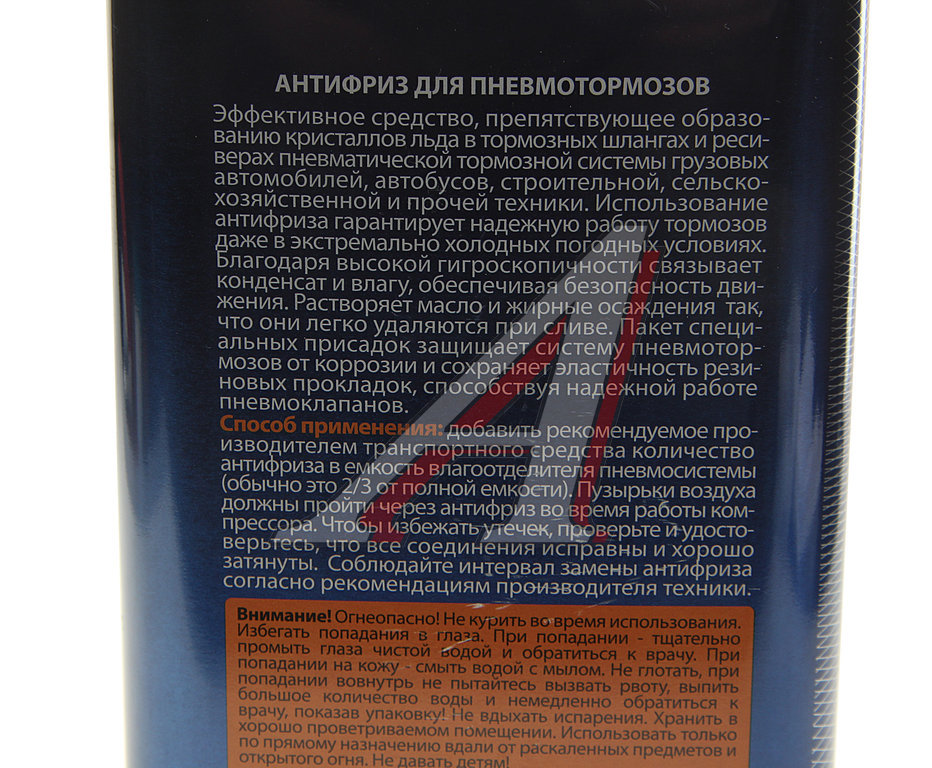 АНТИФРИЗ ДЛЯ ПНЕВМОТОРМОЗОВ
Эффективное средство, препятствующее образо-
ванию кристаллов льда в тормозных шлангах и реси-
верах пневматической тормозной системы грузовых
автомобилей, автобусов, строительной, сельско-
хозяйственной и прочей техники. Использование
антифриза гарантирует надежную работу тормозов
даже в экстремально холодных погодных условиях.
Благодаря высокой гигроскопичности связывает
конденсат и влагу, обеспечивая безопасность дви-
жения. Растворяет масло и жирные осаждения так,
что они легко удаляются при сливе. Пакет специ-
альных присадок защищает систему пневмотор-
мозов от коррозии и сохраняет эластичность рези-
новых прокладок, способствуя надежной работе
пневмоклапанов.
Способ применения: добавить рекомендуемое про-
изводителем транспортного средства количество
антифриза в емкость влагоотделителя пневмосистемы
(обычно это 2/3 от полной емкости). Пузырьки воздуха
должны пройти через антифриз во время работы ком-
прессора. Чтобы избежать утечек, проверьте и удосто-
верьтесь, что все соединения исправны и хорошо
затянуты. Соблюдайте интервал замены антифриза
согласно рекомендациям производителя техники.
Внимание! Огнеопасно! Не курить во время использования.
Избегать попадания в глаза. При попадании - тщательно
промыть глаза чистой водой и обратиться к врачу. При
попадании на кожу - смыть водой с мылом. Не глотать, при
попадании вовнутрь не пытайтесь вызвать рвоту, выпить
большое количество воды и немедленно обратиться к
врачу, показав упаковку! Не вдыхать испарения. Хранить в
хорошо проветриваемом помещении. Использовать только
по прямому назначению вдали от раскаленных предметов и
открытого огня. Не давать детям!